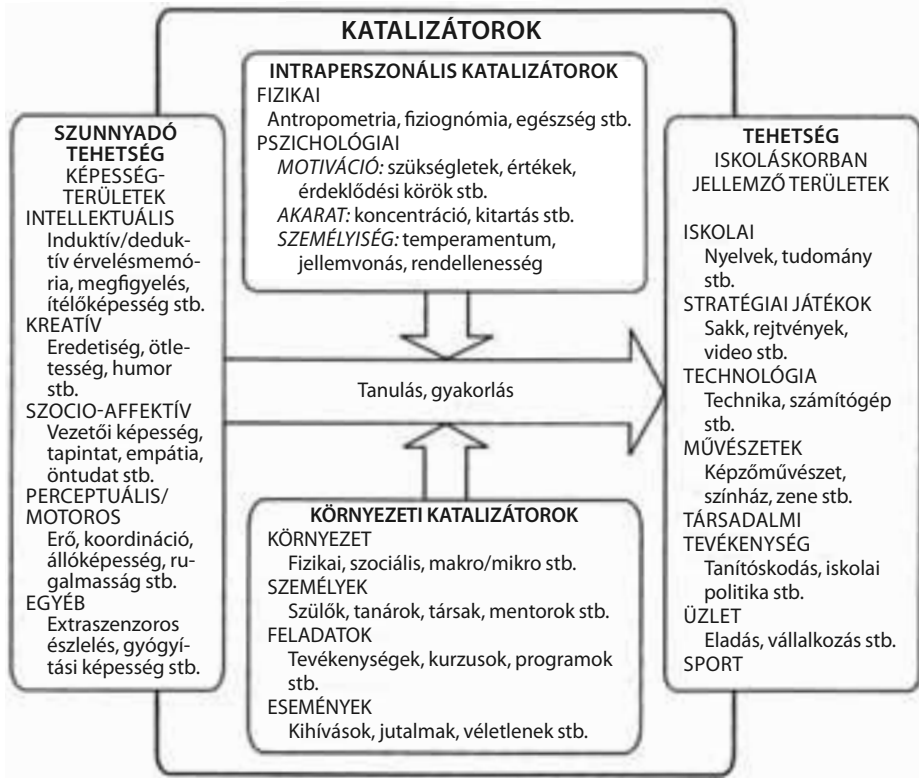 KATALIZÁTOROK
INTRAPERSZONÁLIS KATALIZÁTOROK
FIZIKAI
Antropometria, fiziognómia, egészség stb.
PSZICHOLÓGIAI
MOTIVÁCIÓ: szükségletek, értékek,
érdeklődési körök stb.
AKARAT: koncentráció, kitartás stb.
SZEMÉLYISÉG: temperamentum,
jellemvonás, rendellenesség
SZUNNYADÓ
TEHETSÉG
KÉPESSÉG-
TERÜLETEK
INTELLEKTUÁLIS
Induktív/deduk-
tív érvelésmemó-
ria, megfigyelés,
ítélőképesség stb.
KREATÍV
Eredetiség, ötle-
tesség, humor
stb.
SZOCIO-AFFEKTÍV
Vezetői képesség,
tapintat, empátia,
öntudat stb.
PERCEPTUÁLIS/
MOTOROS
Erő, koordináció,
állóképesség, ru-
galmasság stb.
EGYÉB
Extraszenzoros
észlelés, gyógyí-
tási képesség stb.
Tanulás, gyakorlás
KÖRNYEZETI KATALIZÁTOROK
KÖRNYEZET
Fizikai, szociális, makro/mikro stb.
SZEMÉLYEK
Szülők, tanárok, társak, mentorok stb.
FELADATOK
Tevékenységek, kurzusok, programok
stb.
ESEMÉNYEK
Kihívások, jutalmak, véletlenek stb.
TEHETSÉG
ISKOLÁSKORBAN
JELLEMZŐ TERÜLETEK
ISKOLAI
Nyelvek, tudomány
stb.
STRATÉGIAI JÁTÉKOK
Sakk, rejtvények,
video stb.
TECHNOLÓGIA
Technika, számítógép
stb.
MŰVÉSZETEK
Képzőművészet,
színház, zene stb.
TÁRSADALMI
TEVÉKENYSÉG
Tanítóskodás, iskolai
politika stb.
ÜZLET
Eladás, vállalkozás stb.
SPORT